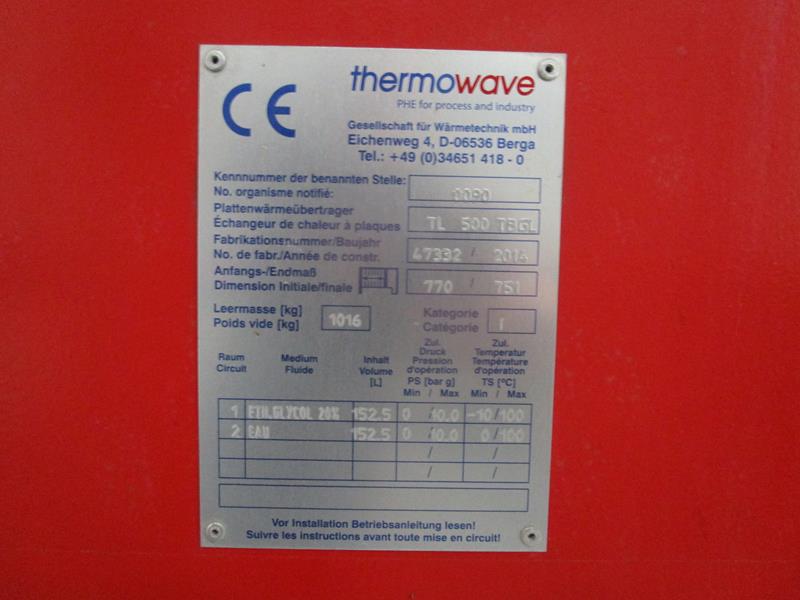 CE
thermowave
PHE for process and industry
Gesellschaft für Wärmetechnik mbH
Eichenweg 4, D-06536 Berga
Tel.: +49 (0)34651 418 - 0
Kennnummer der benannten Stelle:
No. organisme notifié: 0090
Plattenwärmeübertrager
Échangeur de chaleur à plaques TL 500 TBGL
Fabrikationsnummer/Baujahr
No. de fabr./Année de constr. 47332 / 2014
Anfangs-/Endmaß
Dimension Initiale/finale 770 / 751
Leermasse [kg]
Poids vide [kg] 1016
Kategorie
Catégorie I
Raum
Circuit
Medium
Fluide
Inhalt
Volume
[L]
Zul.
Druck
Pression
d'opération
PS [bar g]
Min / Max
Zul.
Temperatur
Température
d'opération
TS [ºC]
Min / Max
1 ETH.GLYCOL 20% 152.5 0 /10.0 -10/100
2 EAU 152.5 0 /10.0 0/100
/ /
/ /
Vor Installation Betriebsanleitung lesen!
Suivre les instructions avant toute mise en circuit!